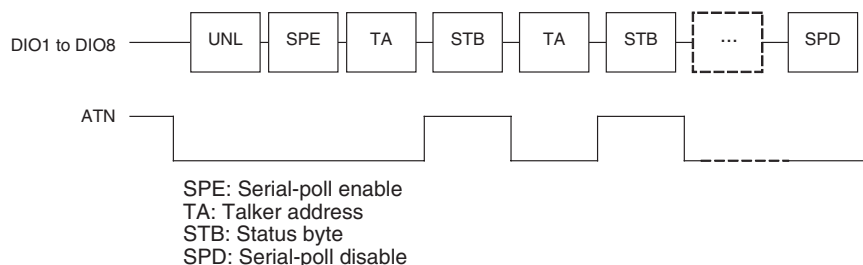 DIO1 to DIO8 UNL SPE TA STB TA STB ... SPD
ATN
SPE: Serial-poll enable
TA: Talker address
STB: Status byte
SPD: Serial-poll disable